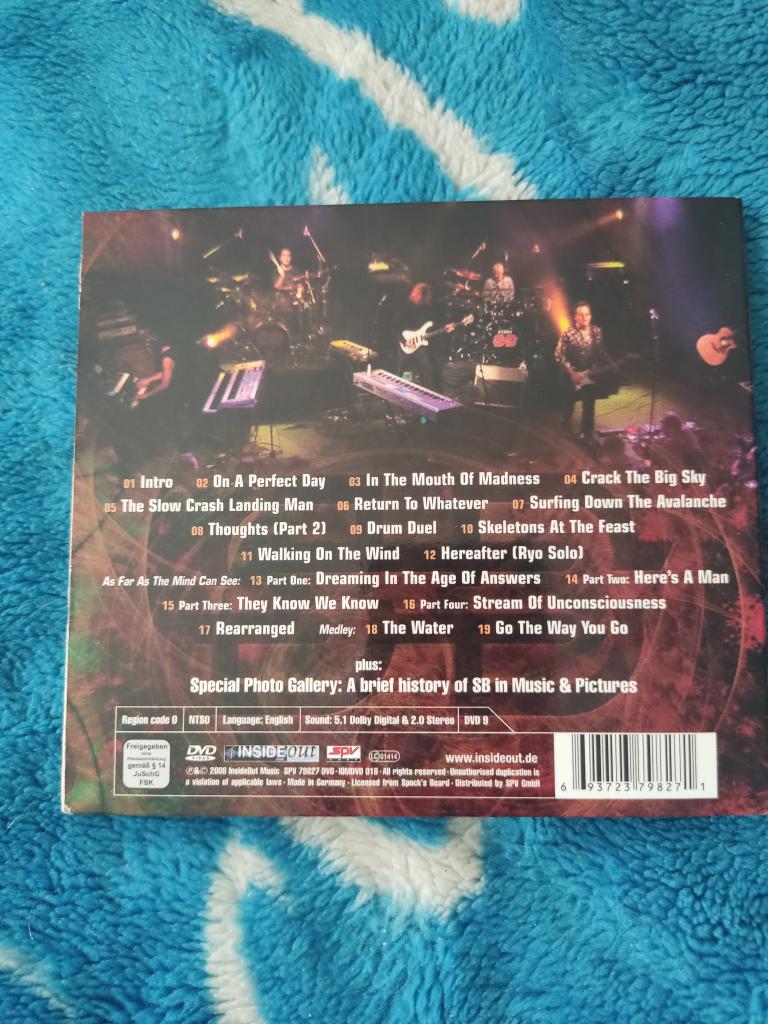 01 Intro 02 On A Perfect Day 03 In The Mouth Of Madness 04 Crack The Big Sky
05 The Slow Crash Landing Man 06 Return To Whatever 07 Surfing Down The Avalanche
08 Thoughts (Part 2) 09 Drum Duel 10 Skeletons At The Feast
11 Walking On The Wind 12 Hereafter (Ryo Solo)
As Far As The Mind Can See: 13 Part One: Dreaming In The Age Of Answers 14 Part Two: Here's A Man
15 Part Three: They Know We Know 16 Part Four: Stream Of Unconsciousness
17 Rearranged Medley: 18 The Water 19 Go The Way You Go
plus:
Special Photo Gallery: A brief history of SB in Music & Pictures
Region code 0 NTSC Language: English Sound: 5.1 Dolby Digital & 2.0 Stereo DVD 9
Freigegeben
ohne
Altersbeschränkung
gemäß § 14
JuSchG
FSK
DVD VIDEO INSIDEOUT SPV LC 01414 www.insideout.de
℗&© 2008 InsideOut Music SPV 79827 DVD · IOMDVD 018 · All rights reserved · Unauthorised duplication is
a violation of applicable laws · Made in Germany · Licensed from Spock's Beard · Distributed by SPV GmbH
6 93723 79827 1